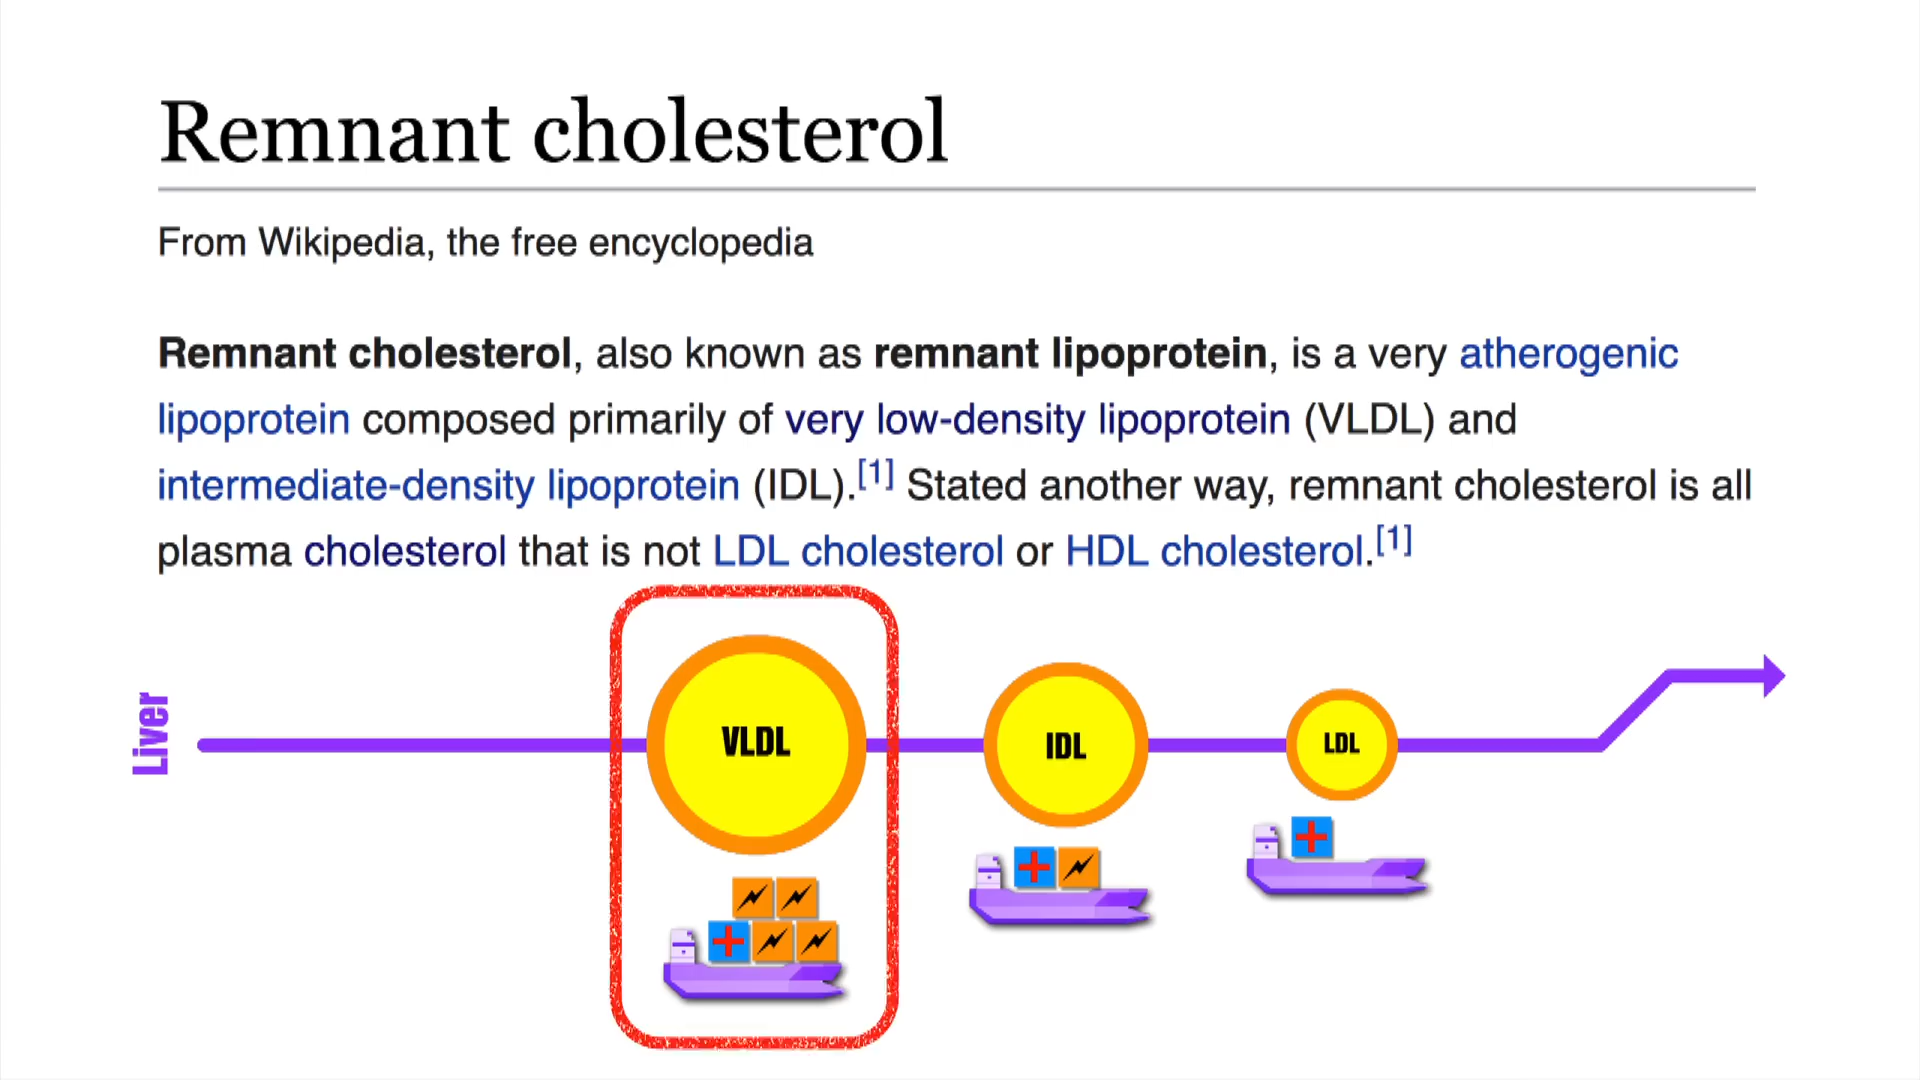 Remnant cholesterol
From Wikipedia, the free encyclopedia
Remnant cholesterol, also known as remnant lipoprotein, is a very atherogenic
lipoprotein composed primarily of very low-density lipoprotein (VLDL) and
intermediate-density lipoprotein (IDL).[1] Stated another way, remnant cholesterol is all
plasma cholesterol that is not LDL cholesterol or HDL cholesterol.[1]
Liver
VLDL
IDL
LDL